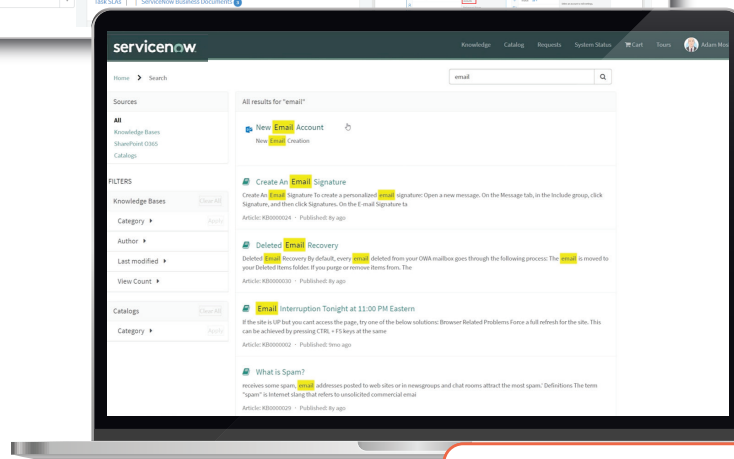 Task SLAs | ServiceNow Business Documents 3
servicenow
Knowledge Catalog Requests System Status Cart Tours Adam
Home > Search
email
Sources
All results for "email"
All
Knowledge Bases
SharePoint O365
Catalogs
New Email Account
New Email Creation
FILTERS
Knowledge Bases Clear All
Category
Apply
Author
Last modified
View Count
Catalogs Clear All
Category
Apply
Create An Email Signature
Create An Email Signature To create a personalized email signature: Open a new message. On the Message tab, in the Include group, click
Signature, and then click Signatures. On the E-mail Signature ta
Article: KB0000024 · Published: 8y ago
Deleted Email Recovery
Deleted Email Recovery By default, every email deleted from your OWA mailbox goes through the following process: The email is moved to
your Deleted Items folder. If you purge or remove items from. The
Article: KB0000030 · Published: 8y ago
Email Interruption Tonight at 11:00 PM Eastern
If the site is UP but you cant access the page, try one of the below solutions: Browser Related Problems Force a full refresh for the site. This
can be achieved by pressing CTRL + F5 keys at the same
Article: KB0000002 · Published: 9mo ago
What is Spam?
receives some spam, email addresses posted to web sites or in newsgroups and chat rooms attract the most spam.' Definitions The term
"spam" is Internet slang that refers to unsolicited commercial emai
Article: KB0000029 · Published: 8y ago